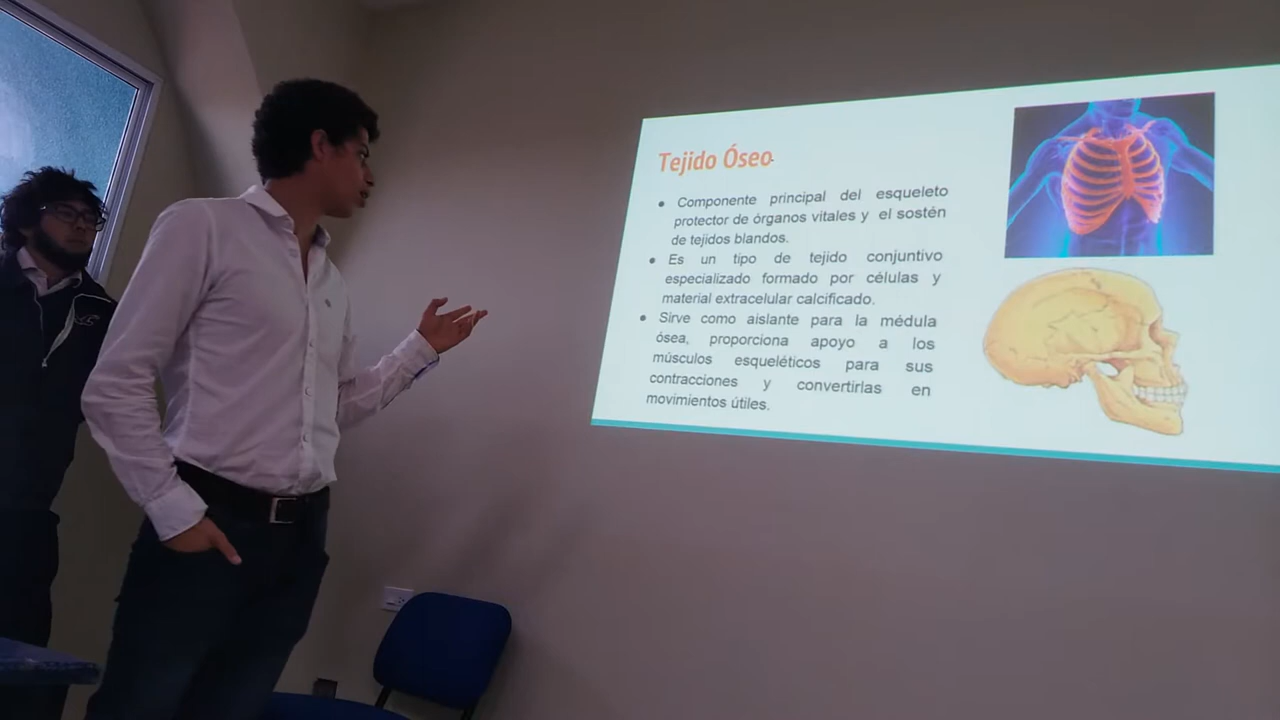 Tejido Óseo
• Componente principal del esqueleto
protector de órganos vitales y el sostén
de tejidos blandos.
• Es un tipo de tejido conjuntivo
especializado formado por células y
material extracelular calcificado.
• Sirve como aislante para la médula
ósea, proporciona apoyo a los
músculos esqueléticos para sus
contracciones y convertirlas en
movimientos útiles.